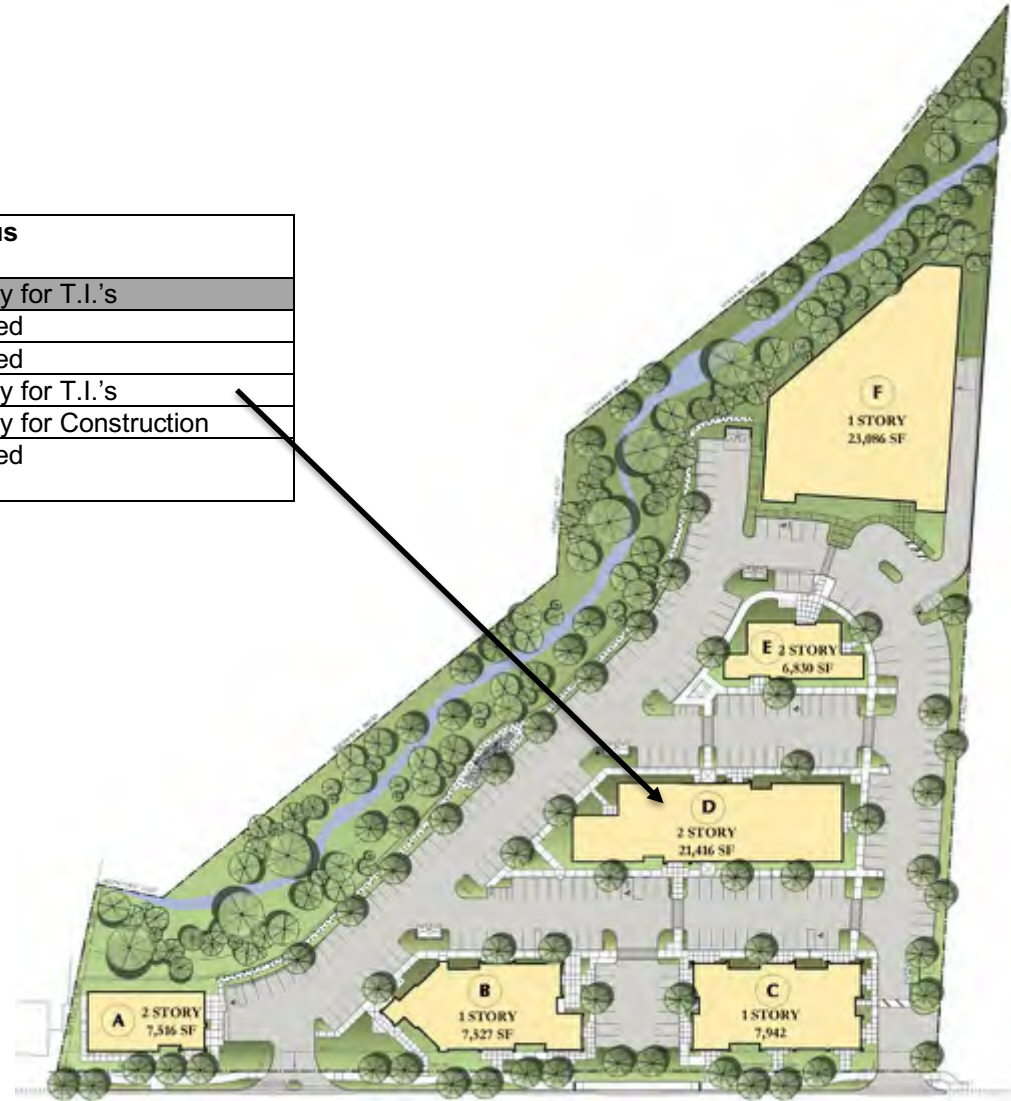 us
y for T.I.'s
ed
ed
y for T.I.'s
y for Construction
ed
F
1 STORY
23,086 SF
E 2 STORY
6,830 SF
D
2 STORY
21,416 SF
A 2 STORY
7,516 SF
B
1 STORY
7,527 SF
C
1 STORY
7,942